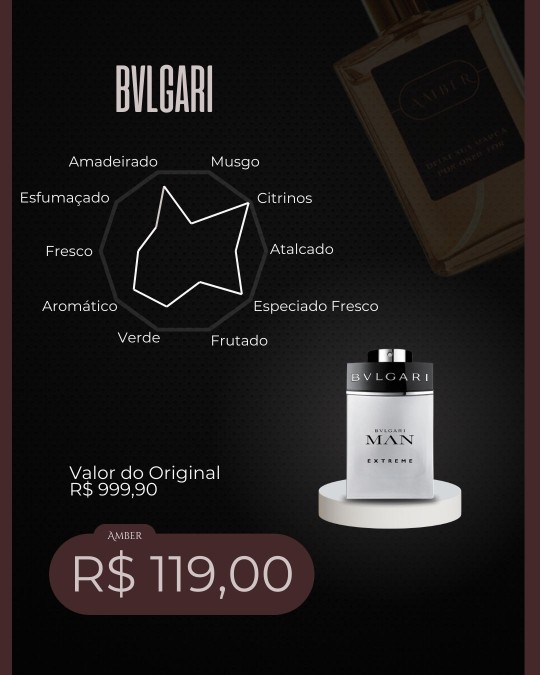 BVLGARI
AMBER
Amadeirado
Musgo
Esfumaçado
Citrinos
Fresco
Atalcado
Aromático
Especiado Fresco
Verde
Frutado
BVLGARI
BVLGARI
MAN
EXTREME
Valor do Original
R$ 999,90
AMBER
R$ 119,00